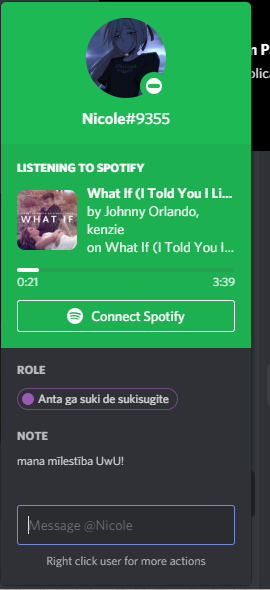 Nicole#9355
LISTENING TO SPOTIFY
What If (I Told You I Li...
by Johnny Orlando,
kenzie
on What If (I Told You I...
WHAT IF
0:21 3:39
Connect Spotify
ROLE
Anta ga suki de sukisugite
NOTE
mana mīlestība UwU!
Message @Nicole
Right click user for more actions